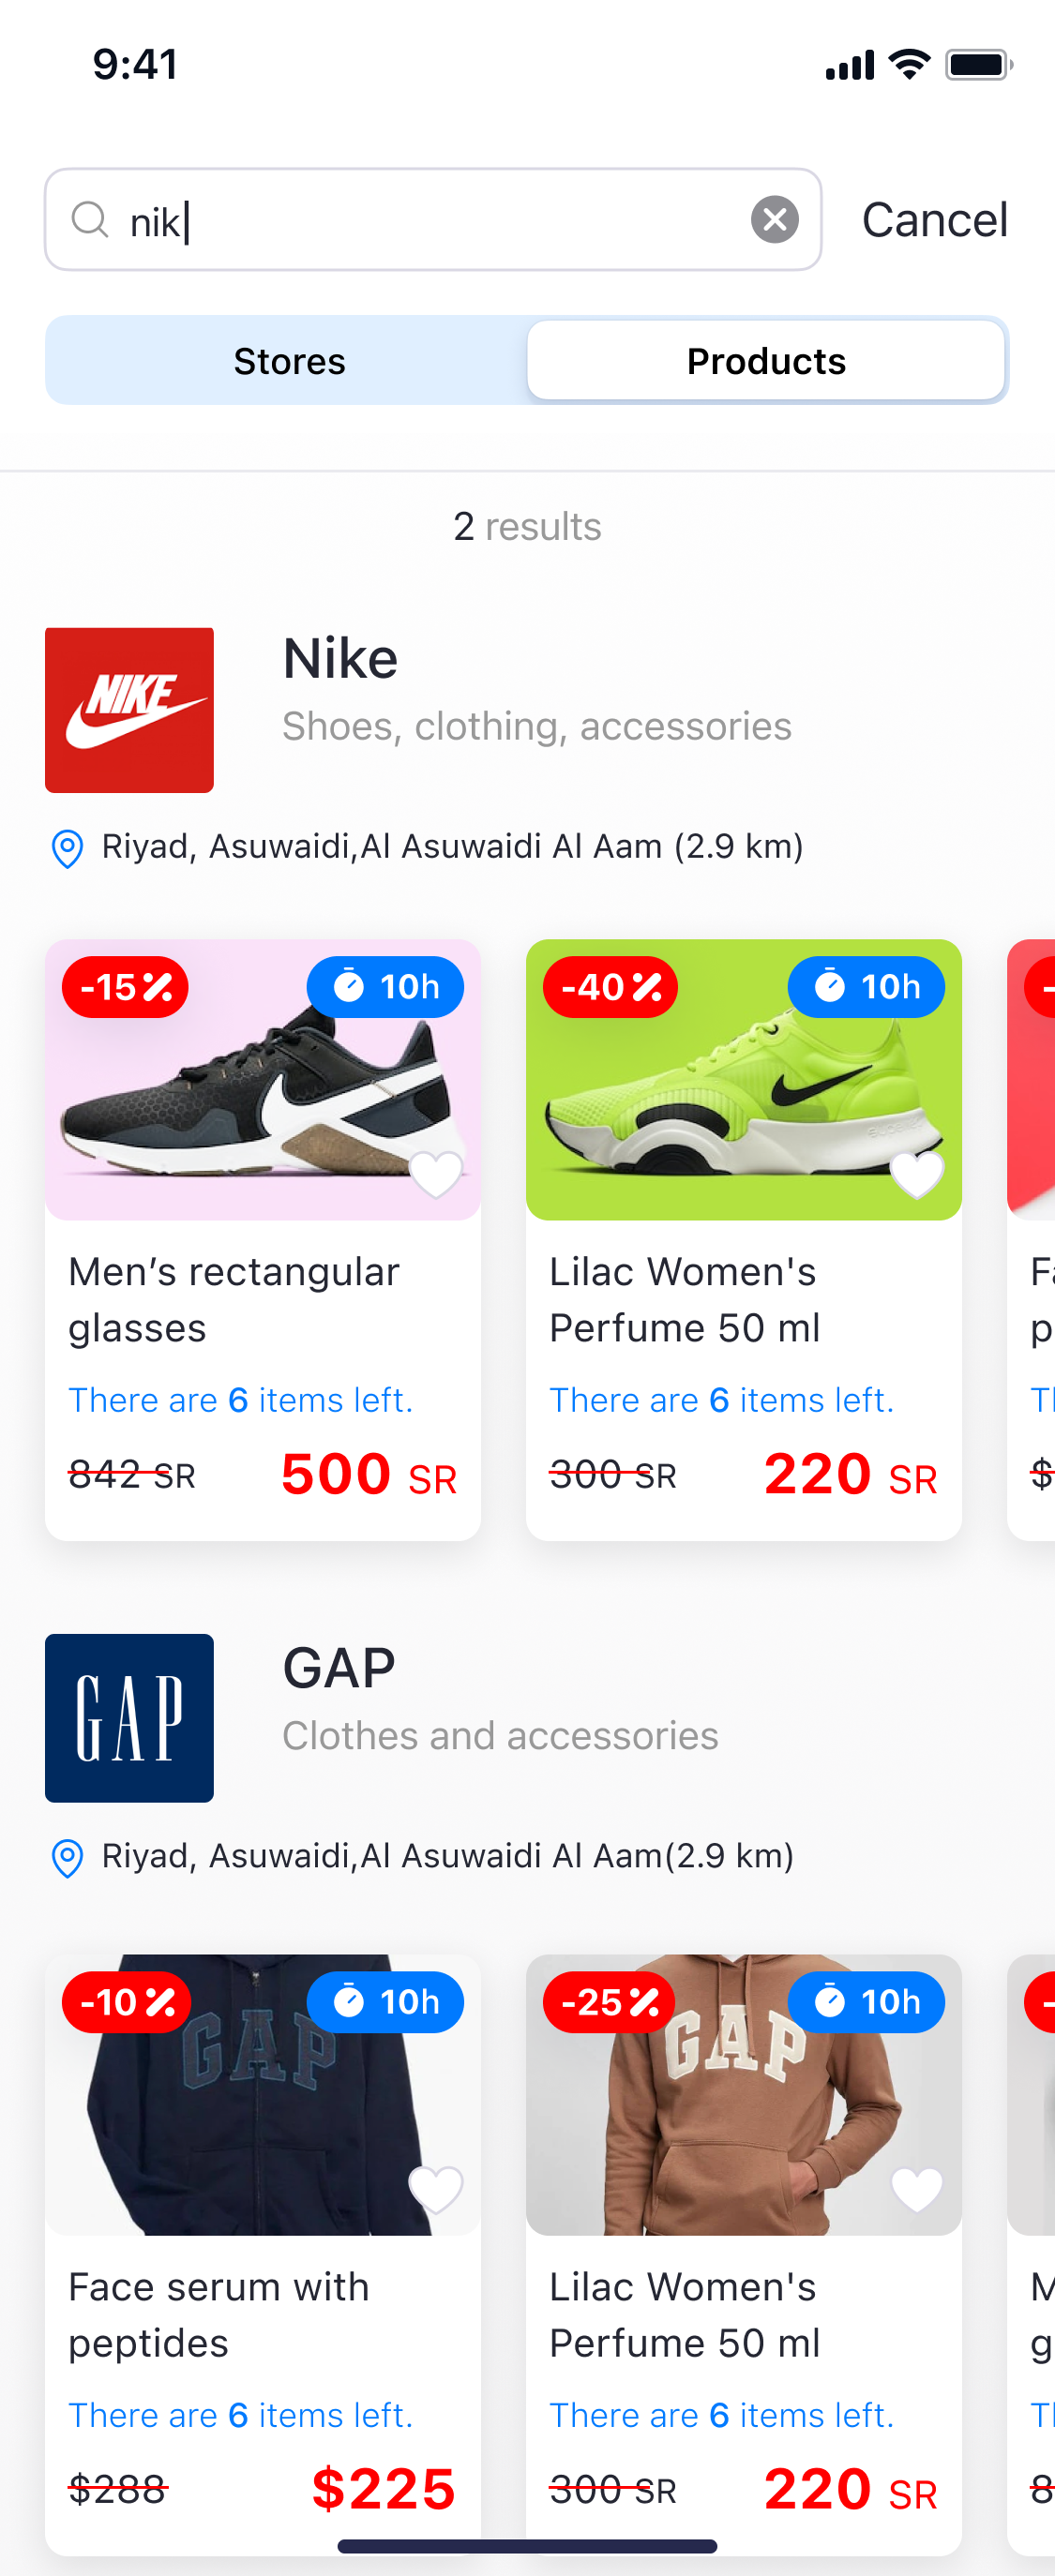 9:41
nik
Cancel
Stores
Products
2 results
NIKE
Nike
Shoes, clothing, accessories
Riyad, Asuwaidi,Al Asuwaidi Al Aam (2.9 km)
-15%
10h
-40%
10h
Men’s rectangular
glasses
There are 6 items left.
842 SR
500 SR
Lilac Women's
Perfume 50 ml
There are 6 items left.
300 SR
220 SR
GAP
GAP
Clothes and accessories
Riyad, Asuwaidi,Al Asuwaidi Al Aam(2.9 km)
-10%
10h
GAP
-25%
10h
GAP
Face serum with
peptides
There are 6 items left.
$288
$225
Lilac Women's
Perfume 50 ml
There are 6 items left.
300 SR
220 SR